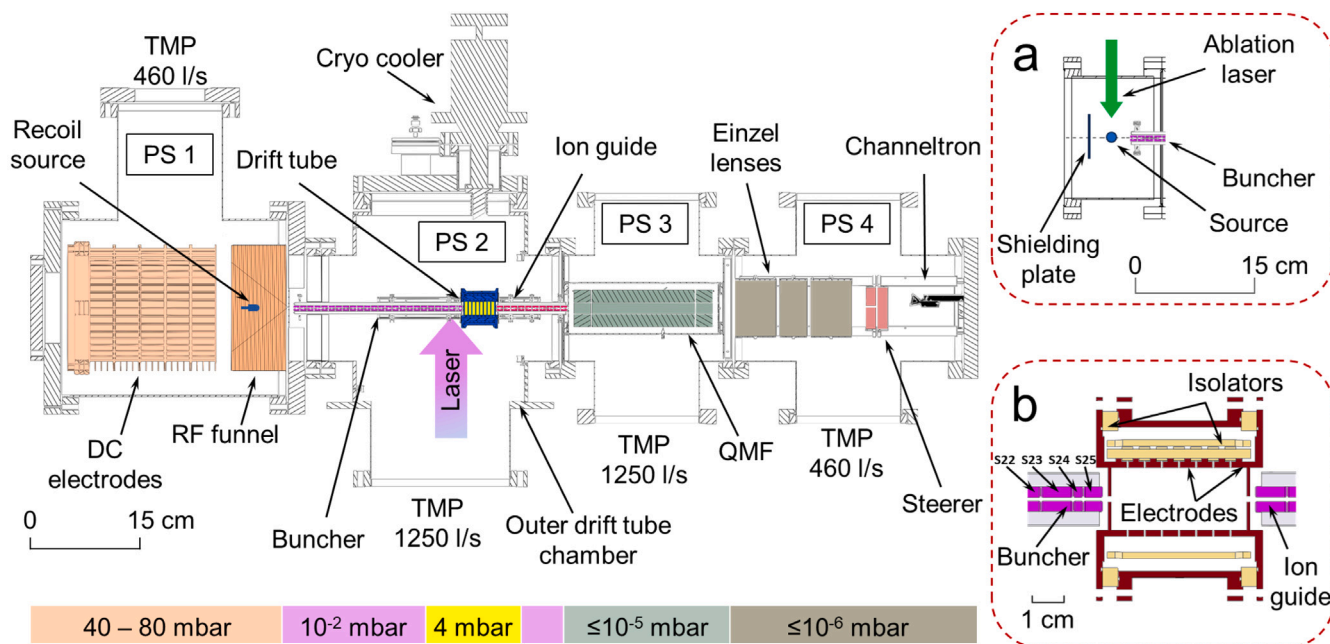 TMP
460 l/s
Cryo cooler
Recoil
source
PS 1
Drift tube
Ion guide
PS 2
Einzel
lenses
Channeltron
PS 3
PS 4
Laser
DC
electrodes
RF funnel
Buncher
TMP
1250 l/s
Outer drift tube
chamber
TMP
1250 l/s
QMF
TMP
460 l/s
Steerer
0
15 cm
40 – 80 mbar
10⁻² mbar
4 mbar
≤10⁻⁵ mbar
≤10⁻⁶ mbar
a
Ablation
laser
Buncher
Source
Shielding
plate
0
15 cm
b
Isolators
S22
S23
S24
S25
Electrodes
Buncher
Ion
guide
1 cm